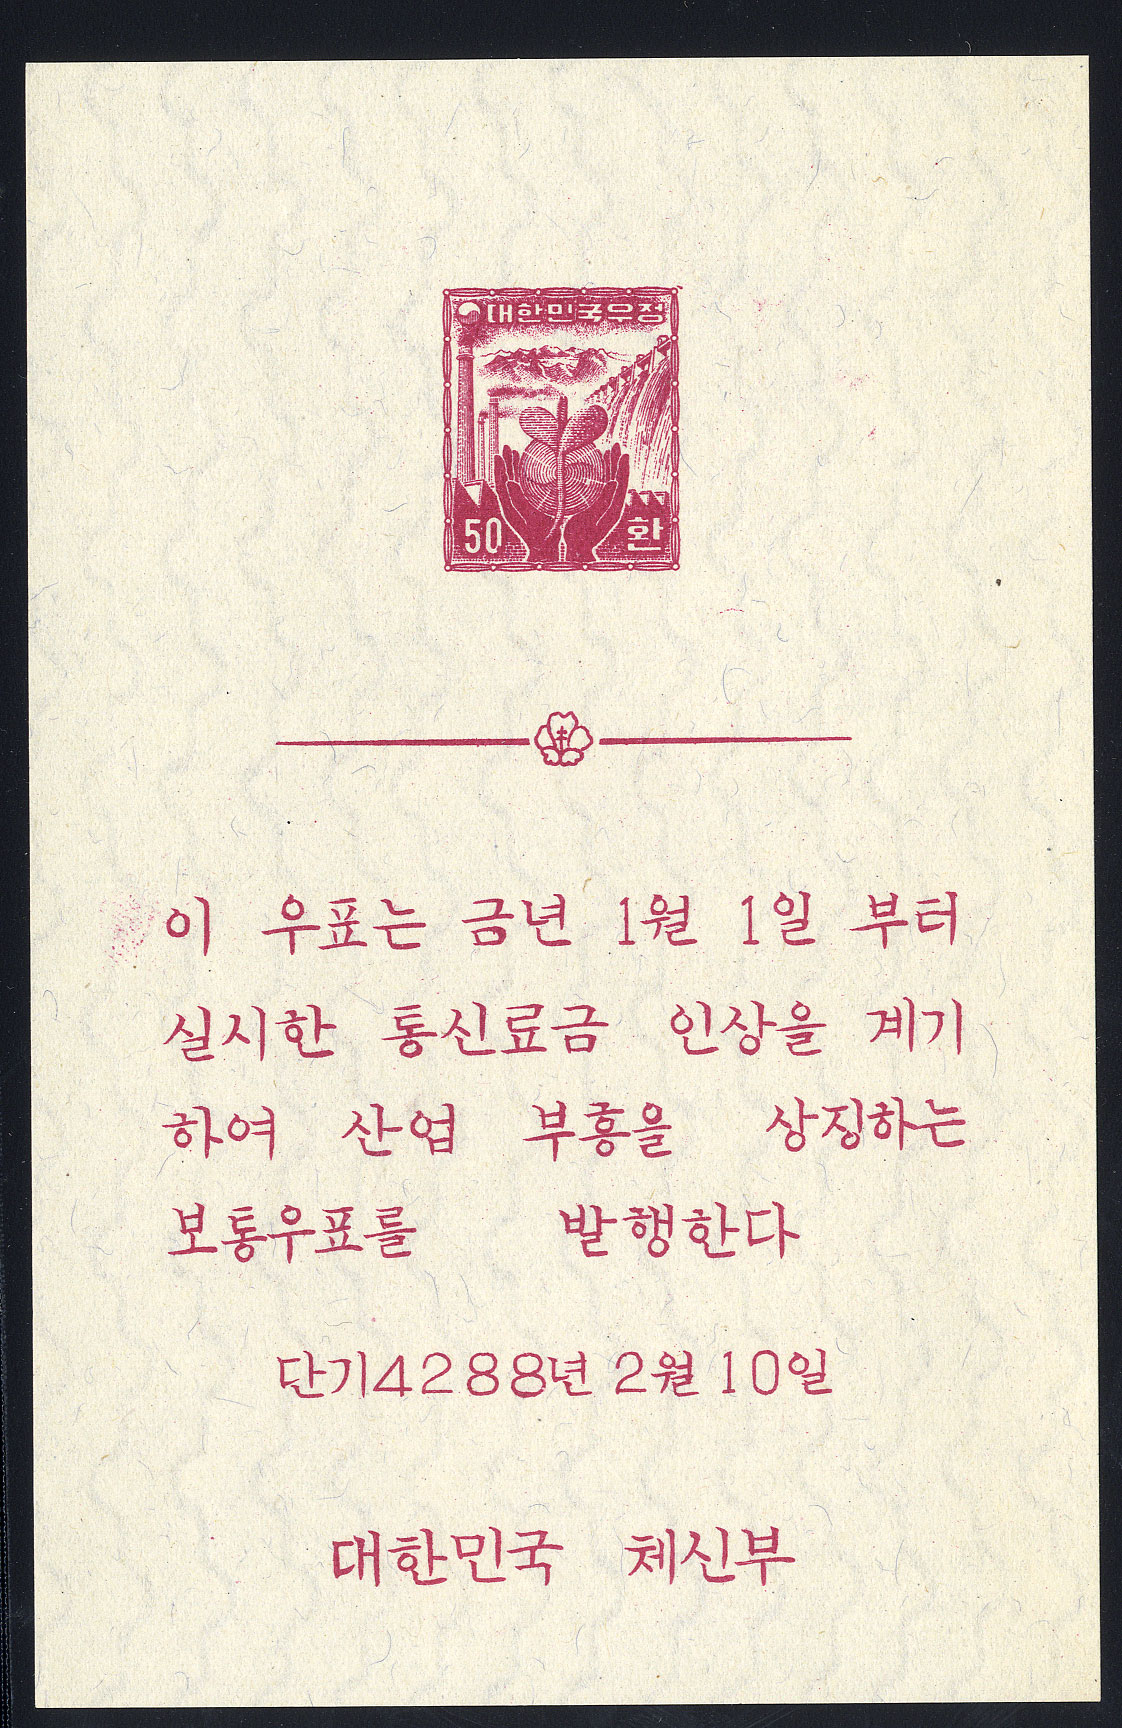 대한민국우정
50 환
이 우표는 금년 1월 1일 부터
실시한 통신료금 인상을 계기
하여 산업 부흥을 상징하는
보통우표를 발행한다
단기4288년 2월 10일
대한민국 체신부